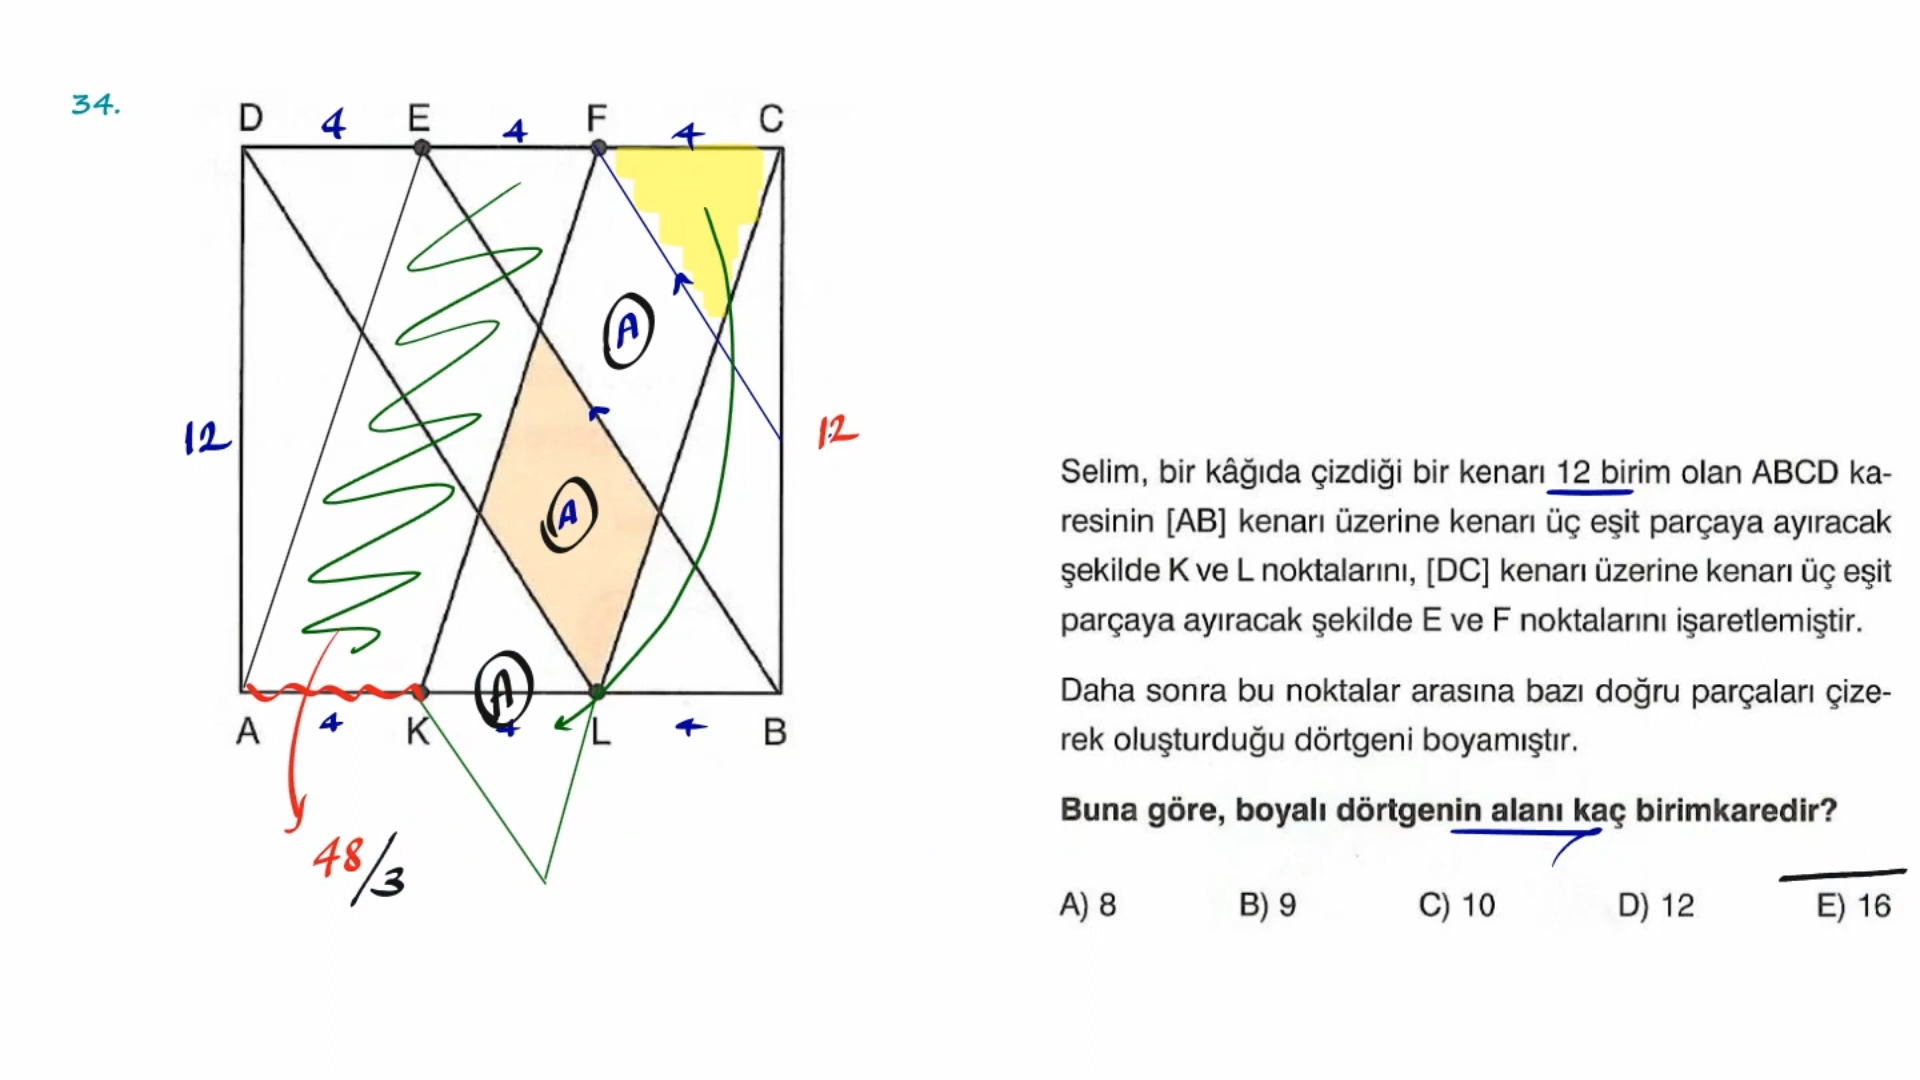 34.
D 4 E 4 F 4 C
A
12
12
A
A
A 4 K 4 L 4 B
48/3
Selim, bir kâğıda çizdiği bir kenarı 12 birim olan ABCD ka-
resinin [AB] kenarı üzerine kenarı üç eşit parçaya ayıracak
şekilde K ve L noktalarını, [DC] kenarı üzerine kenarı üç eşit
parçaya ayıracak şekilde E ve F noktalarını işaretlemiştir.
Daha sonra bu noktalar arasına bazı doğru parçaları çize-
rek oluşturduğu dörtgeni boyamıştır.
Buna göre, boyalı dörtgenin alanı kaç birimkaredir?
A) 8 B) 9 C) 10 D) 12 E) 16